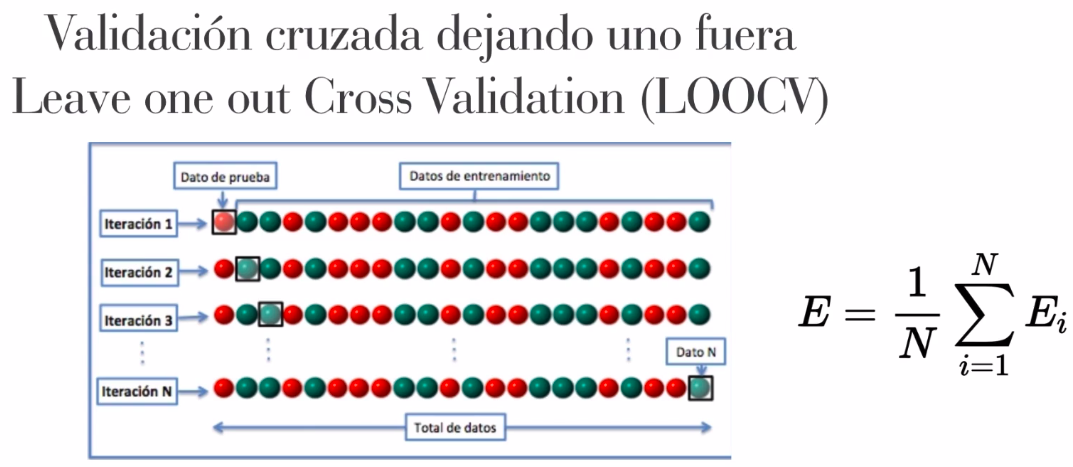 Validación cruzada dejando uno fuera
Leave one out Cross Validation (LOOCV)
Dato de prueba
Datos de entrenamiento
Iteración 1
Iteración 2
Iteración 3
Dato N
Iteración N
Total de datos
E = \frac{1}{N} \sum_{i=1}^{N} E_i